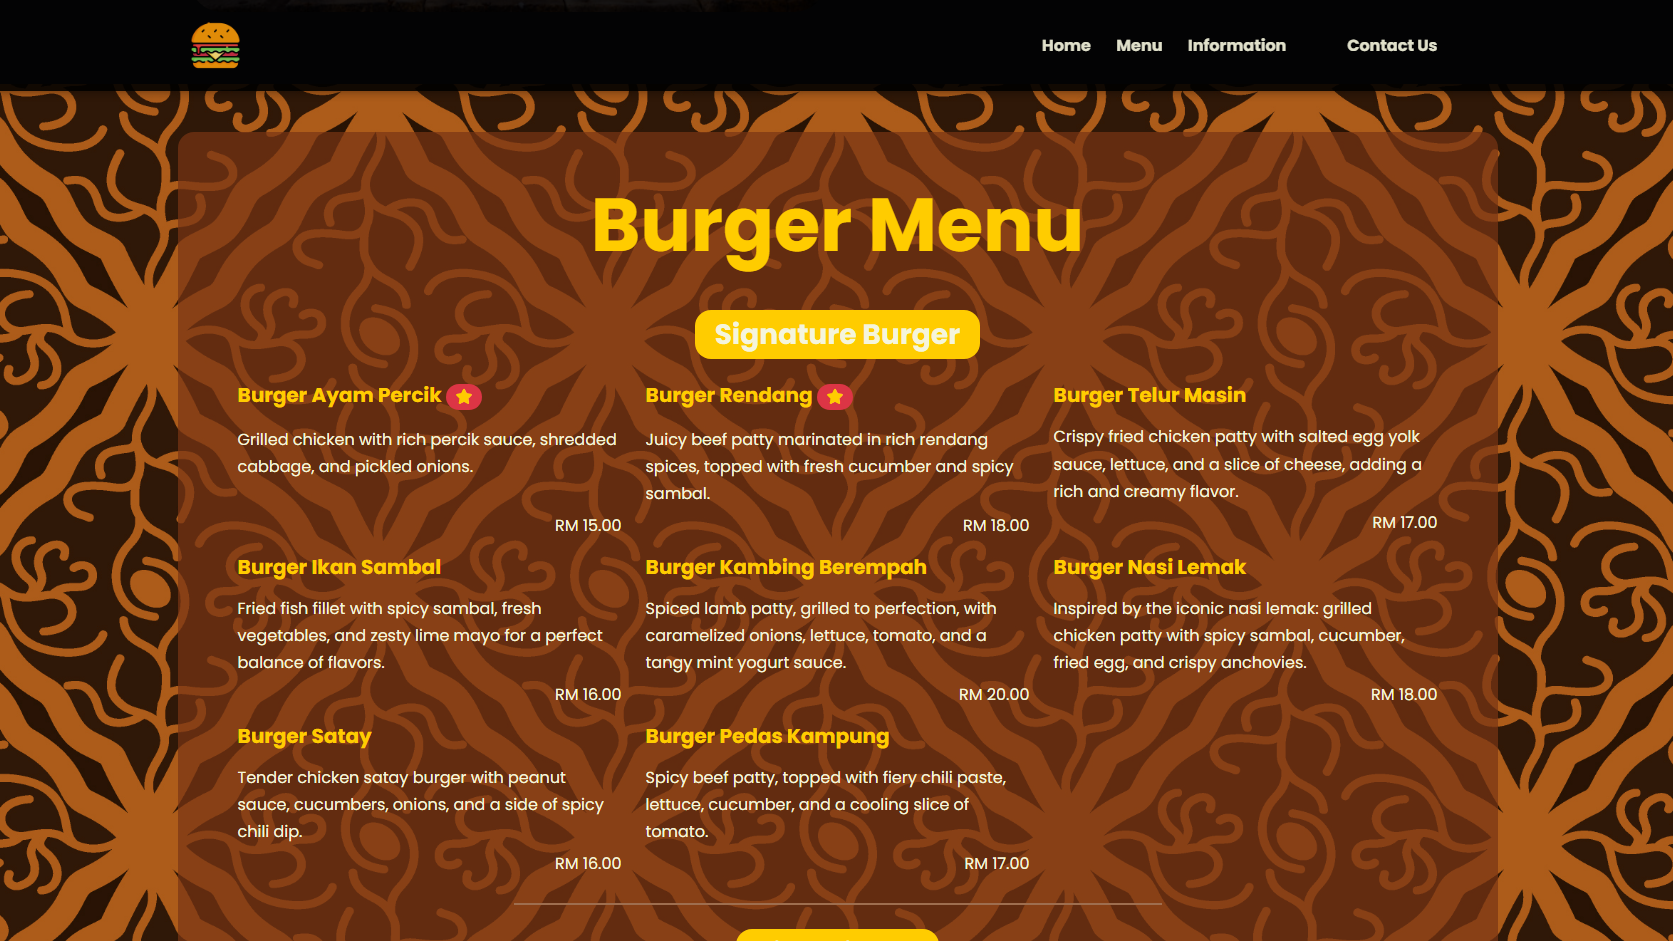 Home Menu Information Contact Us
Burger Menu
Signature Burger
Burger Ayam Percik
Grilled chicken with rich percik sauce, shredded
cabbage, and pickled onions.
RM 15.00
Burger Rendang
Juicy beef patty marinated in rich rendang
spices, topped with fresh cucumber and spicy
sambal.
RM 18.00
Burger Telur Masin
Crispy fried chicken patty with salted egg yolk
sauce, lettuce, and a slice of cheese, adding a
rich and creamy flavor.
RM 17.00
Burger Ikan Sambal
Fried fish fillet with spicy sambal, fresh
vegetables, and zesty lime mayo for a perfect
balance of flavors.
RM 16.00
Burger Kambing Berempah
Spiced lamb patty, grilled to perfection, with
caramelized onions, lettuce, tomato, and a
tangy mint yogurt sauce.
RM 20.00
Burger Nasi Lemak
Inspired by the iconic nasi lemak: grilled
chicken patty with spicy sambal, cucumber,
fried egg, and crispy anchovies.
RM 18.00
Burger Satay
Tender chicken satay burger with peanut
sauce, cucumbers, onions, and a side of spicy
chili dip.
RM 16.00
Burger Pedas Kampung
Spicy beef patty, topped with fiery chili paste,
lettuce, cucumber, and a cooling slice of
tomato.
RM 17.00